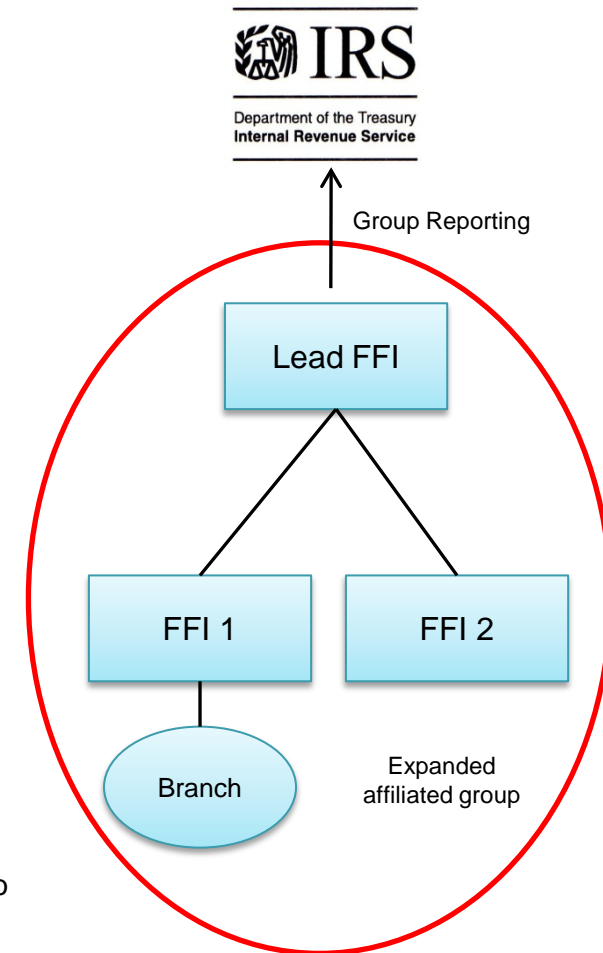 IRS
Department of the Treasury
Internal Revenue Service
Group Reporting
Lead FFI
FFI 1
FFI 2
Branch
Expanded
affiliated group